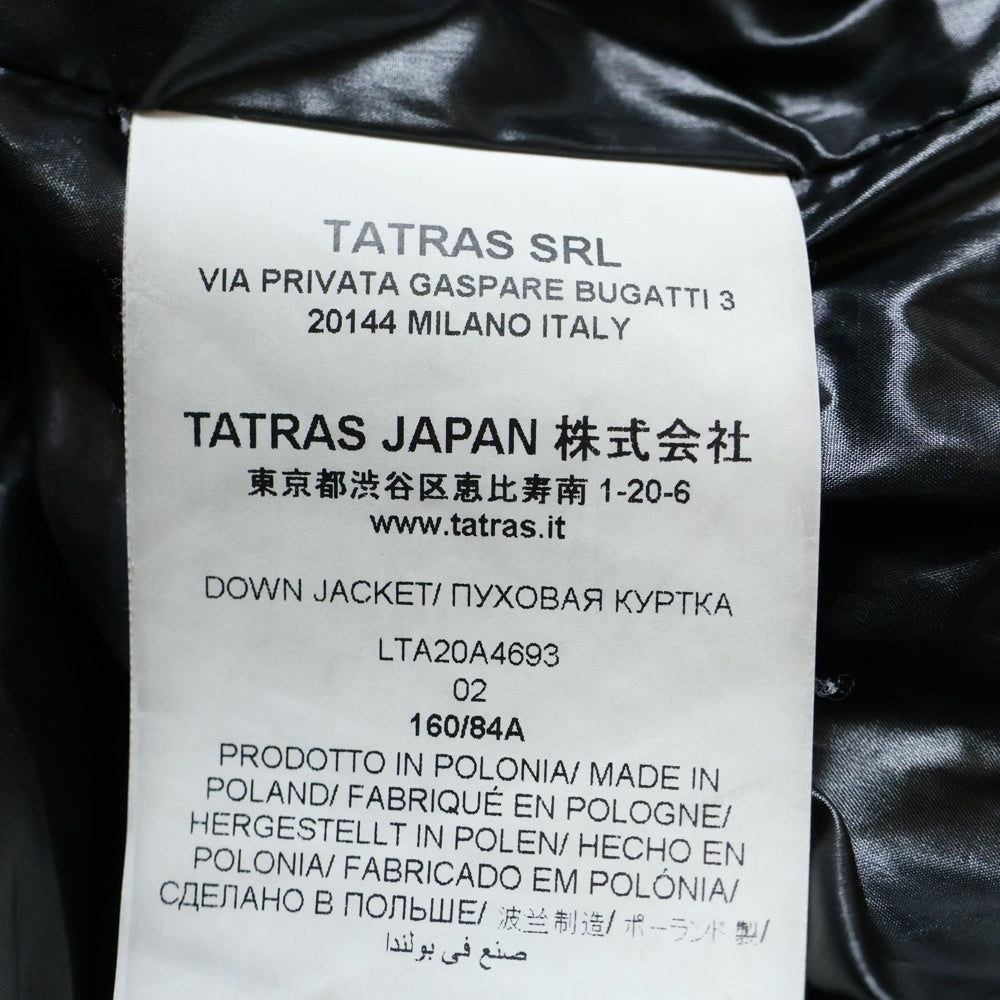 TATRAS SRL
VIA PRIVATA GASPARE BUGATTI 3
20144 MILANO ITALY
TATRAS JAPAN 株式会社
東京都渋谷区恵比寿南 1-20-6
www.tatras.it
DOWN JACKET/ ПУХОВАЯ КУРТКА
LTA20A4693
02
160/84A
PRODOTTO IN POLONIA/ MADE IN
POLAND/ FABRIQUÉ EN POLOGNE/
HERGESTELLT IN POLEN/ HECHO EN
POLONIA/ FABRICADO EM POLÓNIA/
СДЕЛАНО В ПОЛЬШЕ/ 波兰制造/ ポーランド 製/
صنع في بولندا